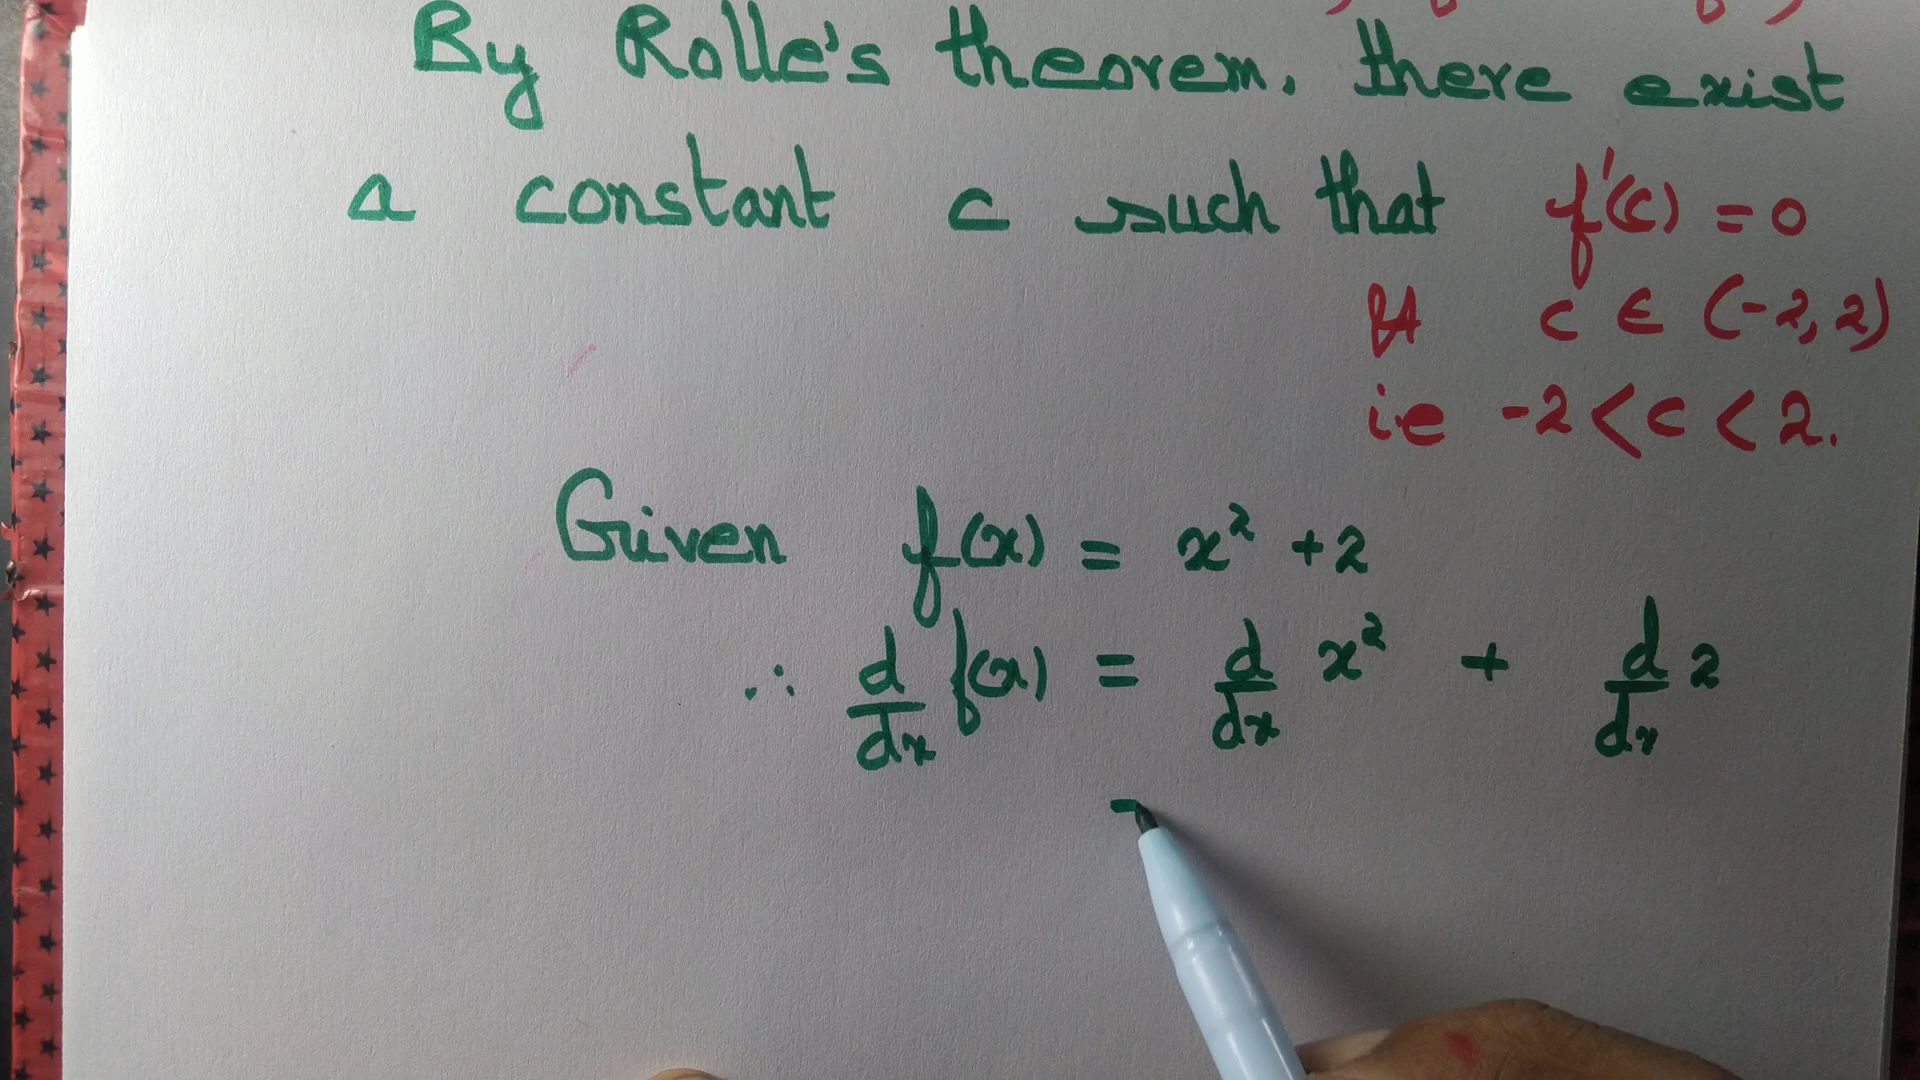 By Rolle's theorem, there exist
a constant c such that f'(c) = 0
& c ∈ (-2, 2)
i.e -2 < c < 2.
Given f(x) = x² + 2
∴ d/dx f(x) = d/dx x² + d/dx 2